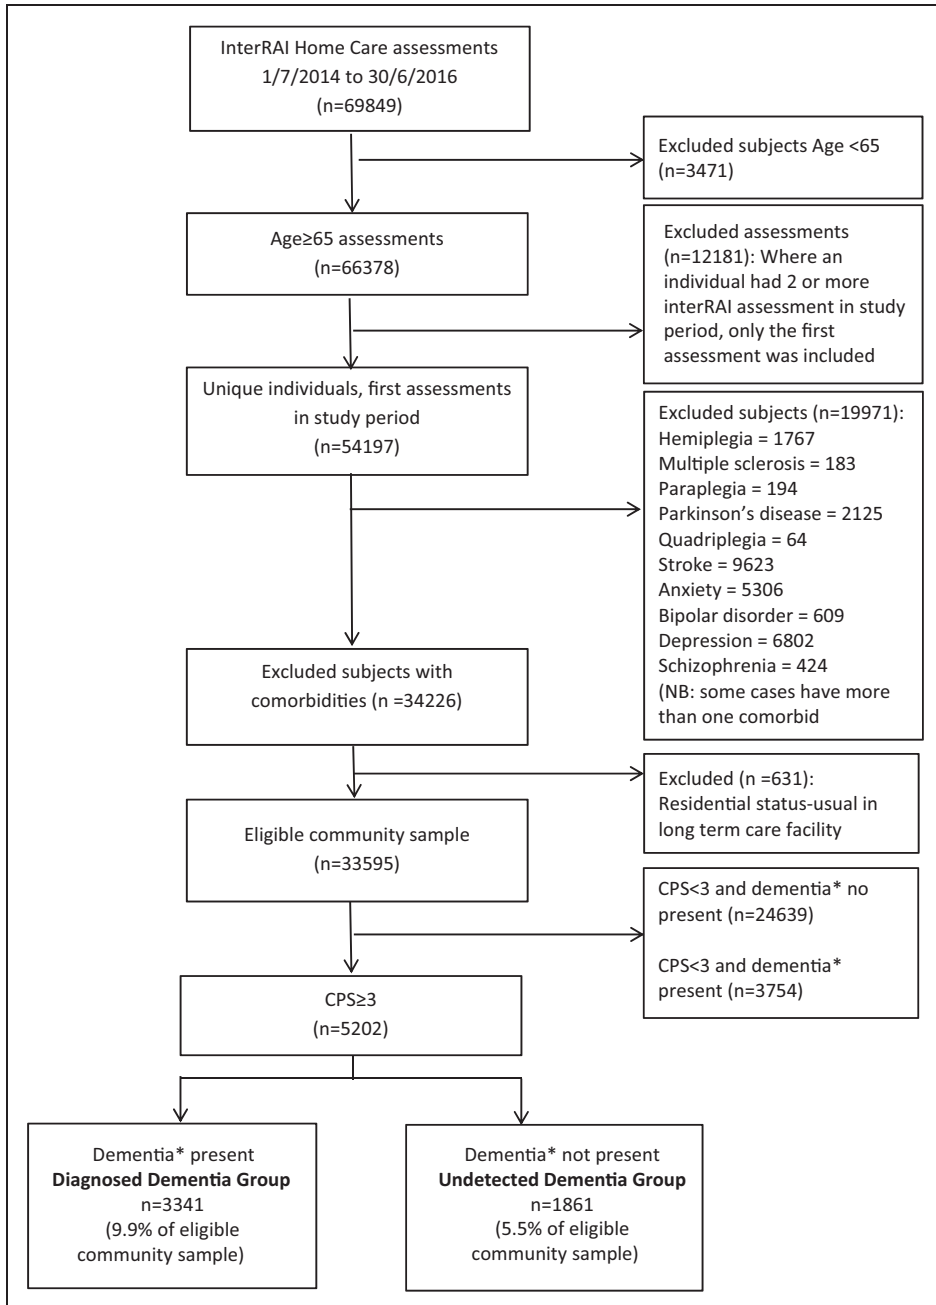 InterRAI Home Care assessments
1/7/2014 to 30/6/2016
(n=69849)
Excluded subjects Age <65
(n=3471)
Age≥65 assessments
(n=66378)
Excluded assessments
(n=12181): Where an
individual had 2 or more
interRAI assessment in study
period, only the first
assessment was included
Unique individuals, first assessments
in study period
(n=54197)
Excluded subjects (n=19971):
Hemiplegia = 1767
Multiple sclerosis = 183
Paraplegia = 194
Parkinson's disease = 2125
Quadriplegia = 64
Stroke = 9623
Anxiety = 5306
Bipolar disorder = 609
Depression = 6802
Schizophrenia = 424
(NB: some cases have more
than one comorbid
Excluded subjects with
comorbidities (n =34226)
Excluded (n =631):
Residential status-usual in
long term care facility
Eligible community sample
(n=33595)
CPS<3 and dementia* no
present (n=24639)
CPS<3 and dementia*
present (n=3754)
CPS≥3
(n=5202)
Dementia* present
Diagnosed Dementia Group
n=3341
(9.9% of eligible
community sample)
Dementia* not present
Undetected Dementia Group
n=1861
(5.5% of eligible
community sample)